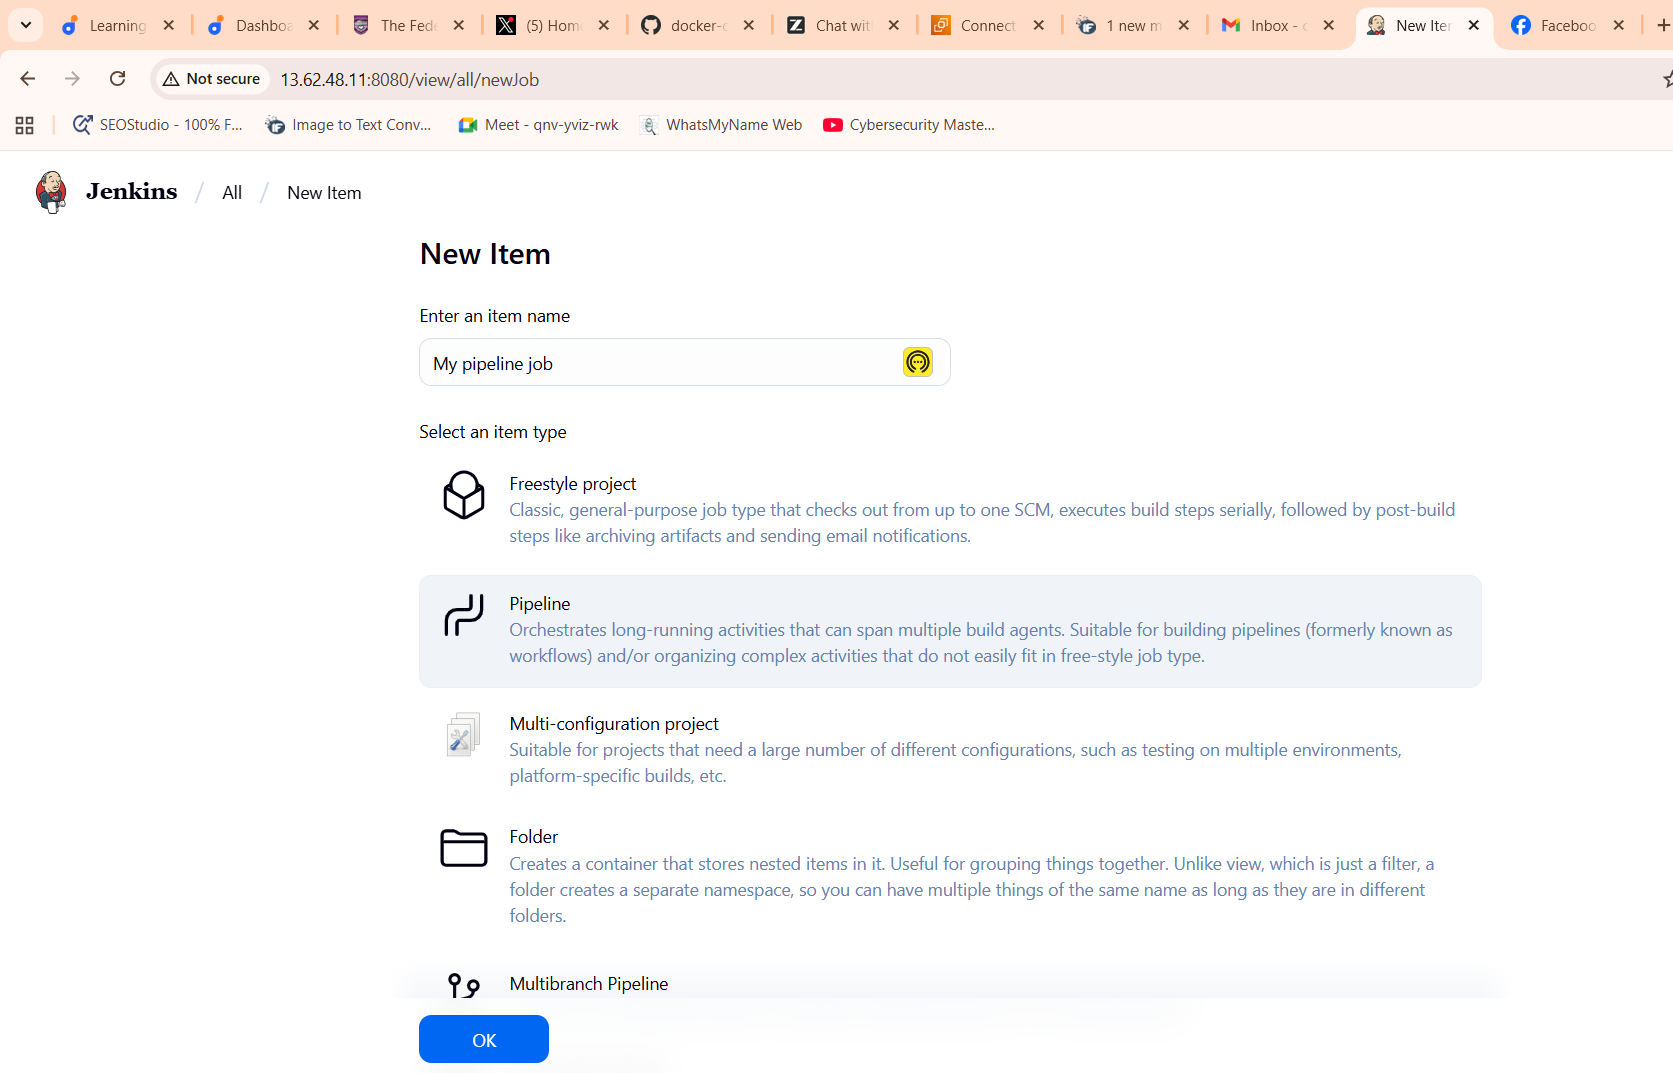 Learning
Dashboa
The Fede
(5) Home
docker-c
Chat wit
Connect
1 new m
Inbox - c
New Iter
Faceboo
Not secure
13.62.48.11:8080/view/all/newJob
SEOStudio - 100% F...
Image to Text Conv...
Meet - qnv-yviz-rwk
WhatsMyName Web
Cybersecurity Maste...
Jenkins / All / New Item
New Item
Enter an item name
My pipeline job
Select an item type
Freestyle project
Classic, general-purpose job type that checks out from up to one SCM, executes build steps serially, followed by post-build
steps like archiving artifacts and sending email notifications.
Pipeline
Orchestrates long-running activities that can span multiple build agents. Suitable for building pipelines (formerly known as
workflows) and/or organizing complex activities that do not easily fit in free-style job type.
Multi-configuration project
Suitable for projects that need a large number of different configurations, such as testing on multiple environments,
platform-specific builds, etc.
Folder
Creates a container that stores nested items in it. Useful for grouping things together. Unlike view, which is just a filter, a
folder creates a separate namespace, so you can have multiple things of the same name as long as they are in different
folders.
Multibranch Pipeline
OK